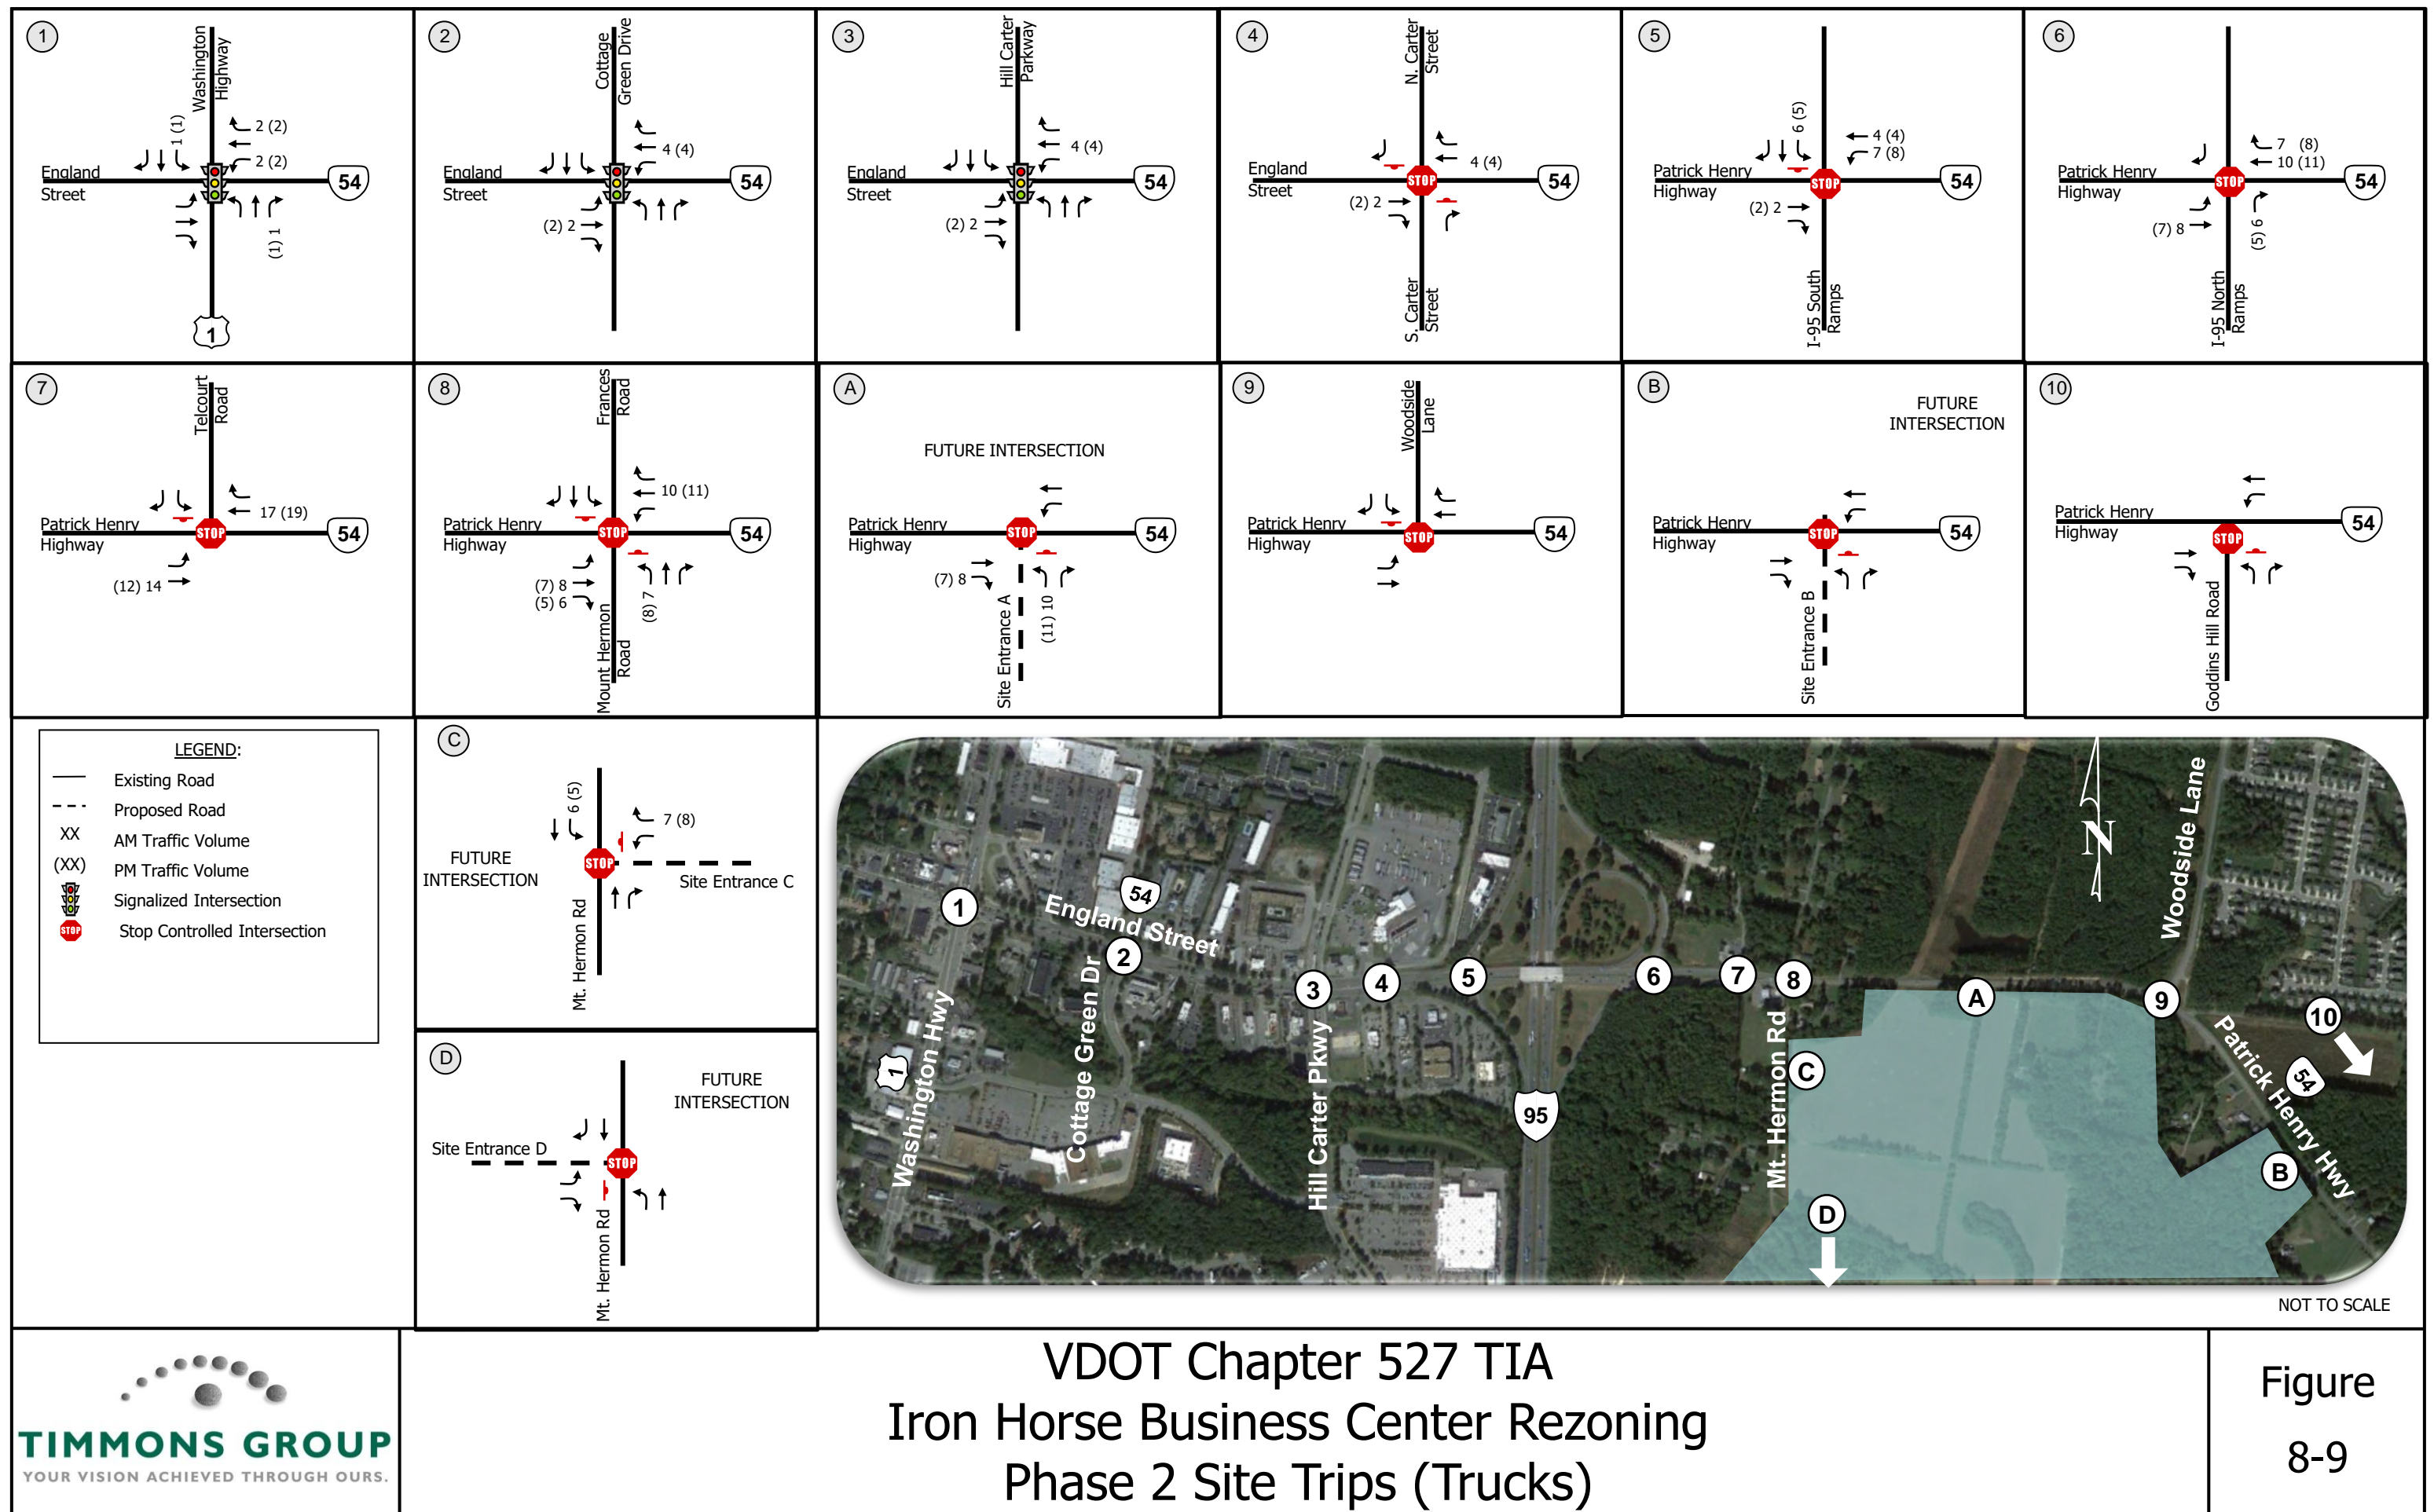 1
Washington
Highway
1 (1)
2 (2)
2 (2)
England
Street
54
(1) 1
1
2
Cottage
Green Drive
4 (4)
England
Street
54
(2) 2
3
Hill Carter
Parkway
4 (4)
England
Street
54
(2) 2
4
N. Carter
Street
England
Street
4 (4)
STOP
54
(2) 2
S. Carter
Street
5
6 (5)
4 (4)
7 (8)
Patrick Henry
Highway
STOP
54
(2) 2
I-95 South
Ramps
6
7 (8)
10 (11)
Patrick Henry
Highway
STOP
54
(7) 8
(5) 6
I-95 North
Ramps
7
Telcourt
Road
17 (19)
Patrick Henry
Highway
STOP
54
(12) 14
8
Frances
Road
10 (11)
Patrick Henry
Highway
STOP
54
(7) 8
(5) 6
(8) 7
Mount Hermon
Road
A
FUTURE INTERSECTION
Patrick Henry
Highway
STOP
54
(7) 8
(11) 10
Site Entrance A
9
Woodside
Lane
Patrick Henry
Highway
STOP
54
B
FUTURE
INTERSECTION
Patrick Henry
Highway
STOP
54
Site Entrance B
10
Patrick Henry
Highway
54
STOP
Goddins Hill Road
LEGEND:
Existing Road
Proposed Road
XX AM Traffic Volume
(XX) PM Traffic Volume
Signalized Intersection
STOP Stop Controlled Intersection
C
6 (5)
7 (8)
FUTURE
INTERSECTION
STOP
Site Entrance C
Mt. Hermon Rd
D
FUTURE
INTERSECTION
Site Entrance D
STOP
Mt. Hermon Rd
1
54
England Street
2
3
4
5
6
7
8
A
9
10
N
Woodside Lane
Washington Hwy
1
Cottage Green Dr
Hill Carter Pkwy
95
Mt. Hermon Rd
C
D
B
Patrick Henry Hwy
54
NOT TO SCALE
TIMMONS GROUP
YOUR VISION ACHIEVED THROUGH OURS.
VDOT Chapter 527 TIA
Iron Horse Business Center Rezoning
Phase 2 Site Trips (Trucks)
Figure
8-9